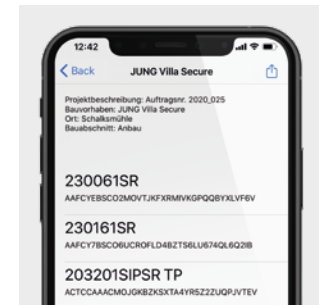 12:42
Back JUNG Villa Secure
Projektbeschreibung: Auftragsnr. 2020_025
Bauvorhaben: JUNG Villa Secure
Ort: Schalksmühle
Bauabschnitt: Anbau
230061SR
AAFCYEBSCO2MOVTJKFXRMIVKGPQQBYXLVF6V
230161SR
AAFCY7BSCO6UCROFLD4BZTS6LU674QL6Q2IB
203201SIPSR TP
ACTCCAAACMOJGKBZKSXTA4YR5Z2ZUQPJVTEV